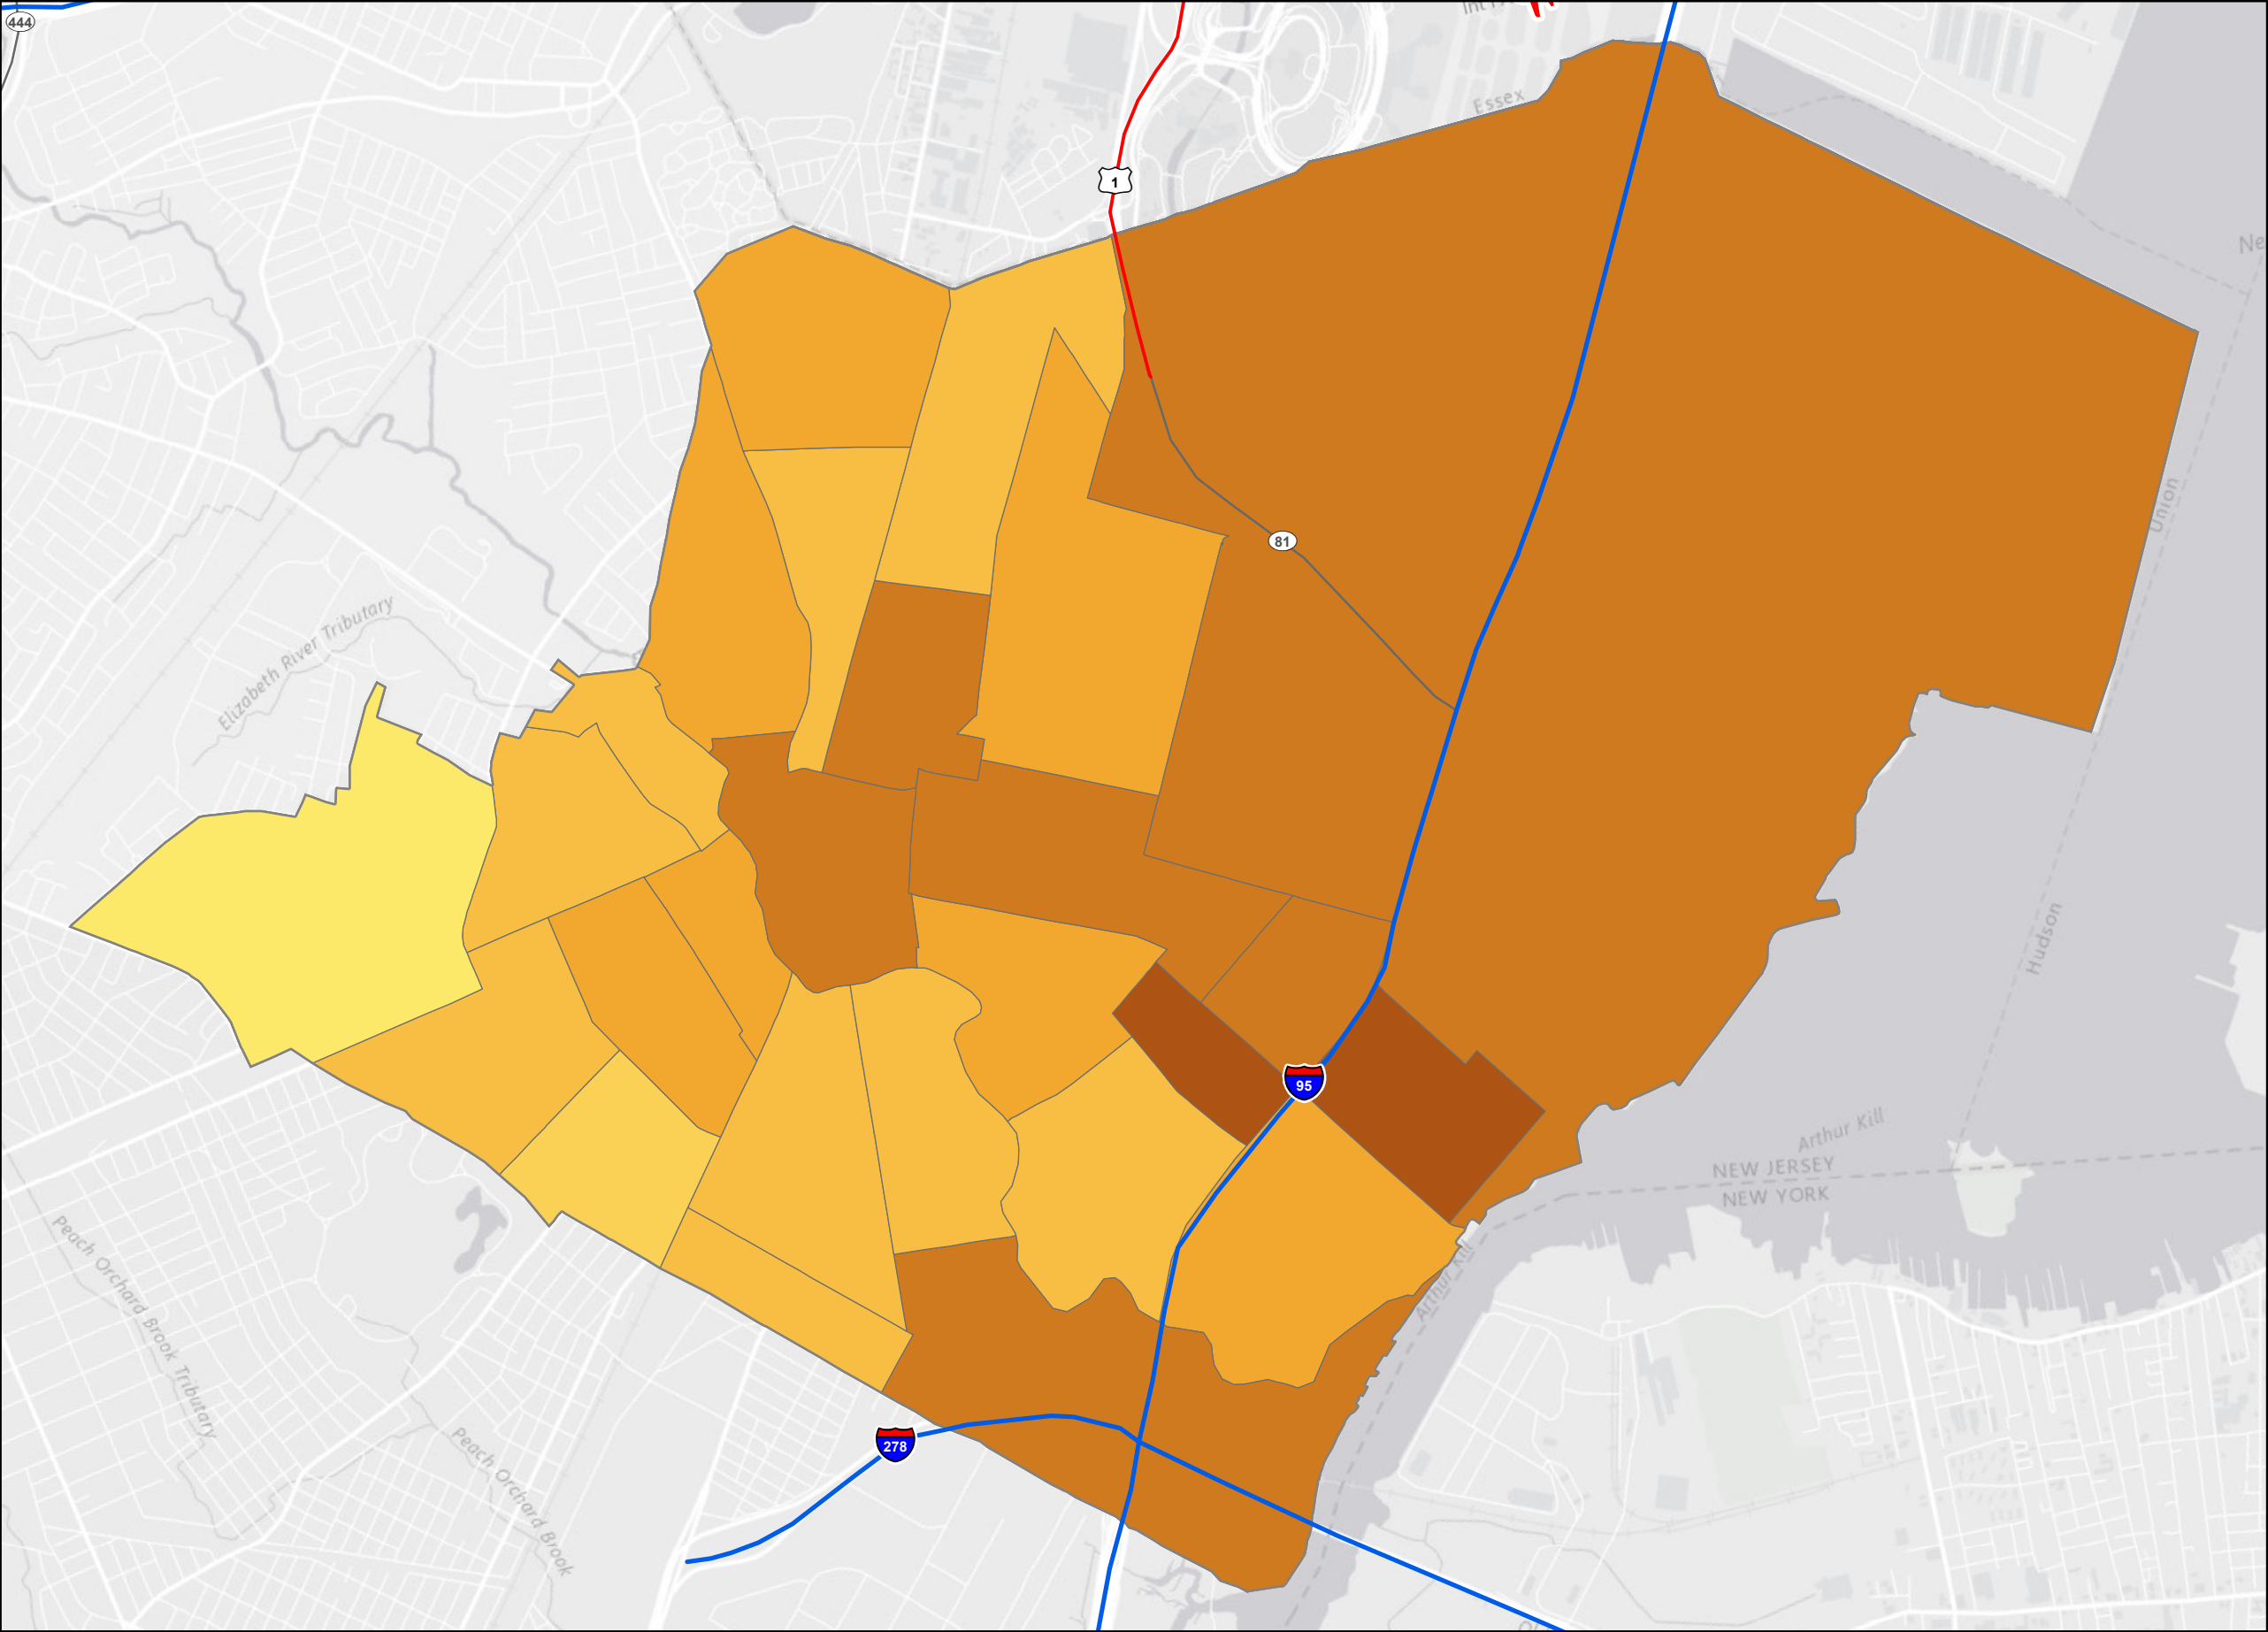 444
Essex
1
Union
81
Elizabeth River Tributary
Hudson
95
Arthur Kill
NEW JERSEY
NEW YORK
Arthur Kill
Peach Orchard Brook Tributary
278
Peach Orchard Brook